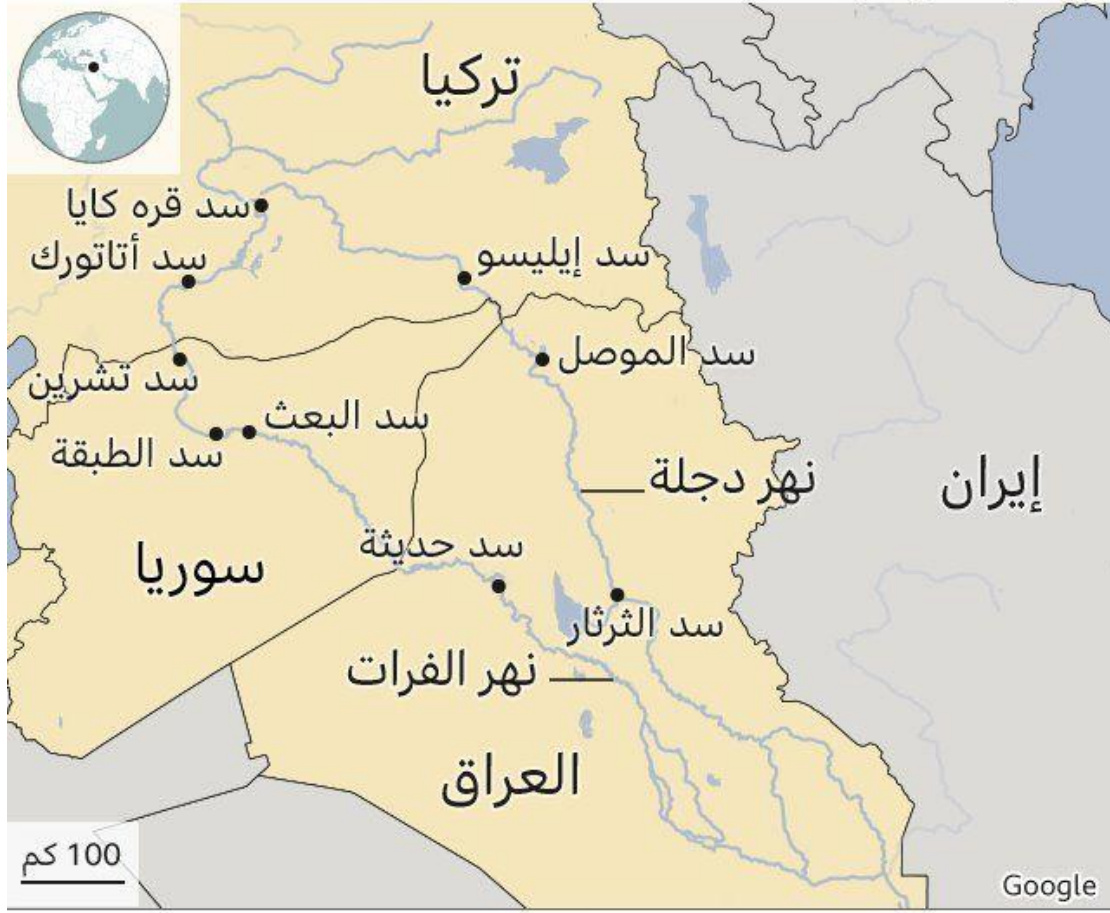 تركيا
سد قره كايا
سد أتاتورك
سد إيليسو
سد الموصل
سد تشرين
سد البعث
سد الطبقة
نهر دجلة
إيران
سد حديثة
سوريا
سد الثرثار
نهر الفرات
العراق
100 كم
Google